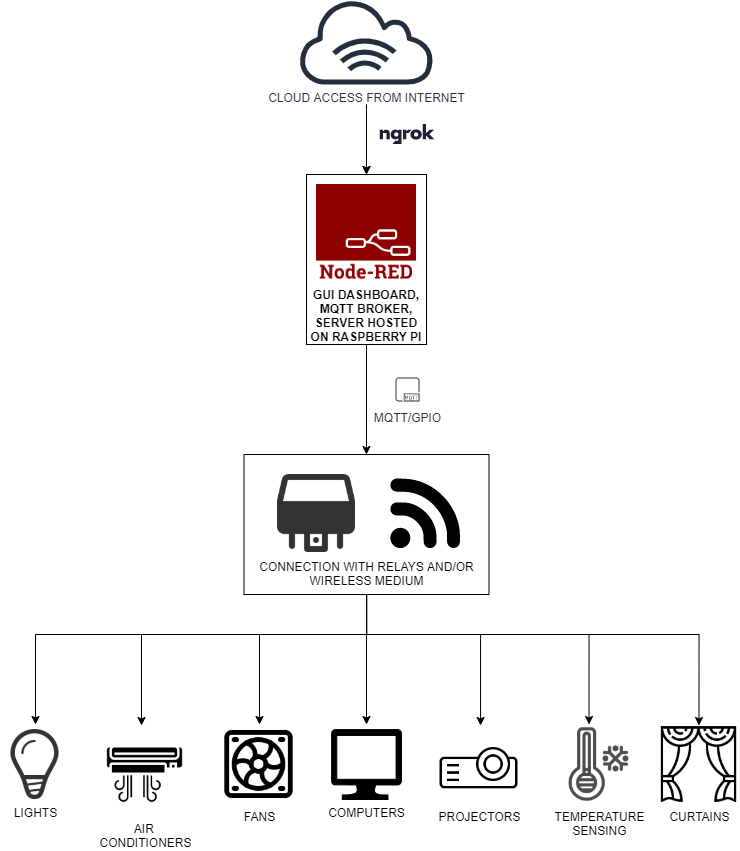 CLOUD ACCESS FROM INTERNET
ngrok
Node-RED
GUI DASHBOARD,
MQTT BROKER,
SERVER HOSTED
ON RASPBERRY PI
MQTT
MQTT/GPIO
CONNECTION WITH RELAYS AND/OR
WIRELESS MEDIUM
LIGHTS
AIR
CONDITIONERS
FANS
COMPUTERS
PROJECTORS
TEMPERATURE
SENSING
CURTAINS